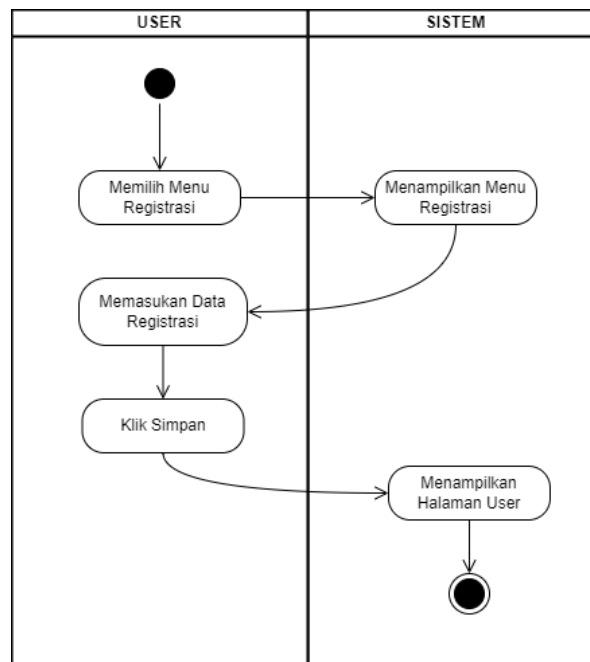 USER
SISTEM
Memilih Menu
Registrasi
Menampilkan Menu
Registrasi
Memasukan Data
Registrasi
Klik Simpan
Menampilkan
Halaman User